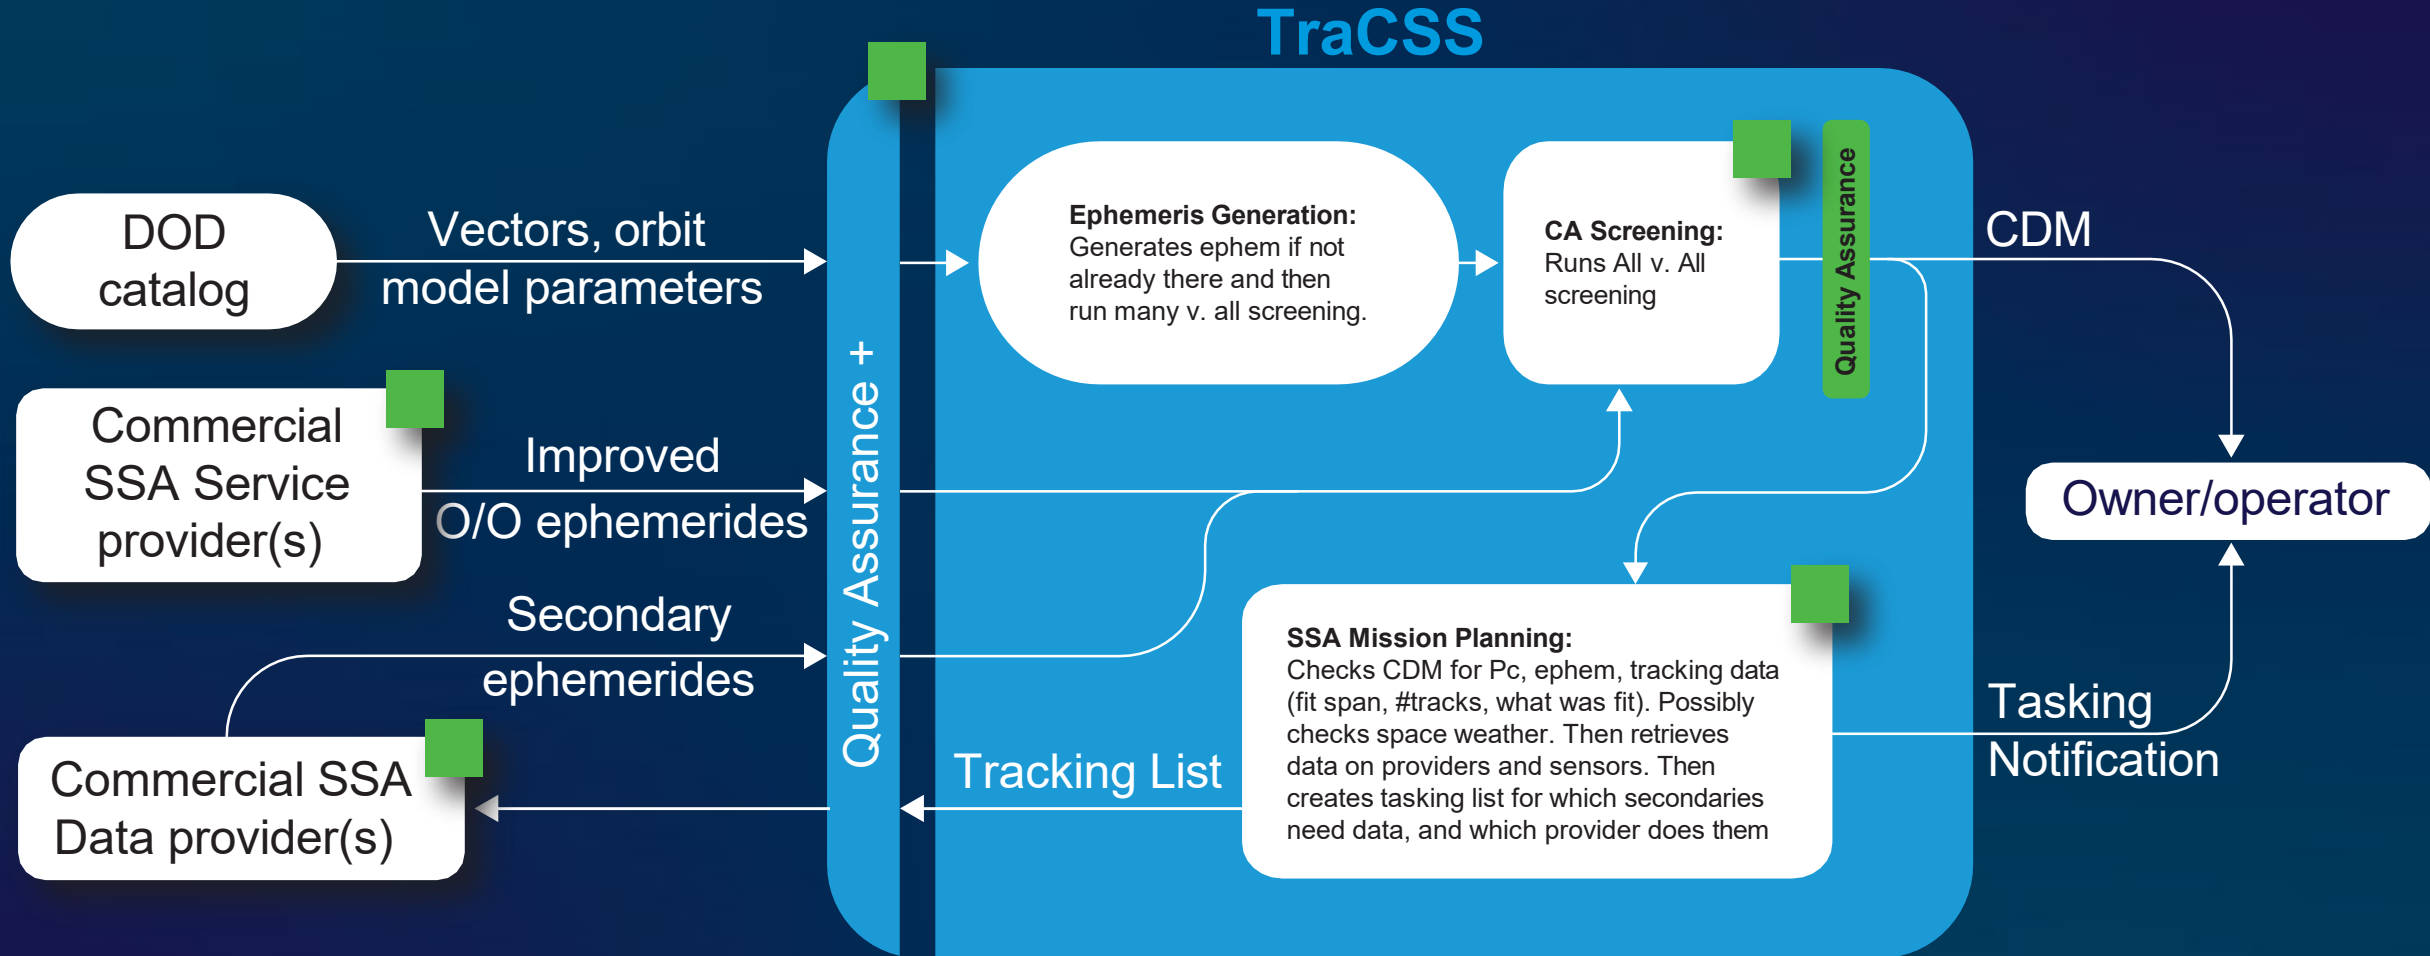 TraCSS
DOD
catalog
Vectors, orbit
model parameters
Commercial
SSA Service
provider(s)
Improved
O/O ephemerides
Secondary
ephemerides
Commercial SSA
Data provider(s)
Quality Assurance +
Ephemeris Generation:
Generates ephem if not
already there and then
run many v. all screening.
CA Screening:
Runs All v. All
screening
Quality Assurance
CDM
Owner/operator
SSA Mission Planning:
Checks CDM for Pc, ephem, tracking data
(fit span, #tracks, what was fit). Possibly
checks space weather. Then retrieves
data on providers and sensors. Then
creates tasking list for which secondaries
need data, and which provider does them
Tracking List
Tasking
Notification